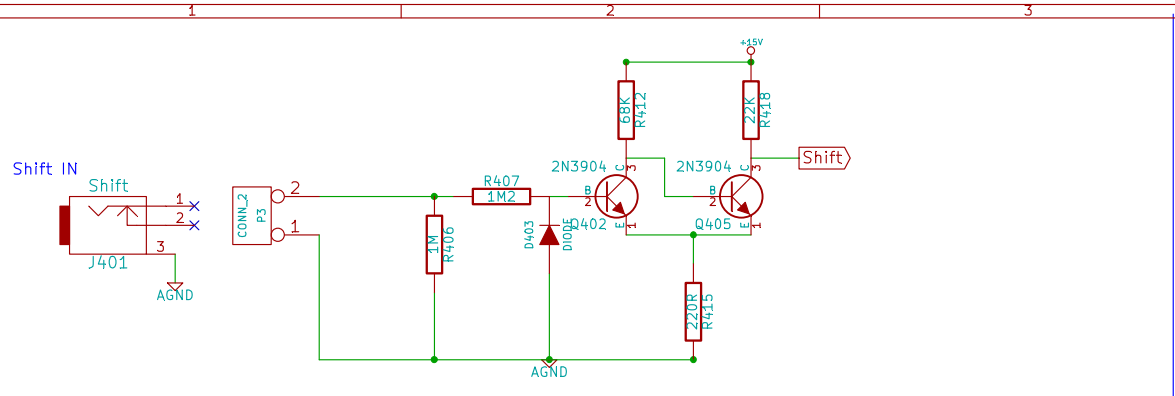 1 2 3
+15V
68K R412
22K R418
Shift IN
Shift
1
2
3
J401
AGND
CONN_2
P3
2
1
R407
1M2
1M
R406
D403
DIODE
2N3904
C 3
B 2
E 1
Q402
2N3904
C 3
B 2
E 1
Q405
Shift
220R
R415
AGND